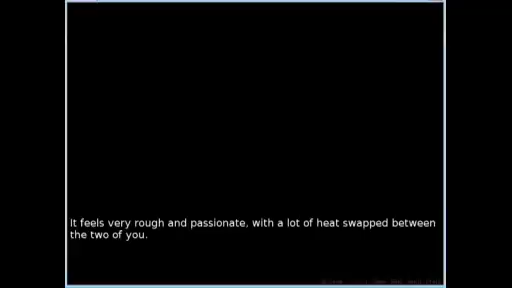 It feels very rough and passionate, with a lot of heat swapped between
the two of you.